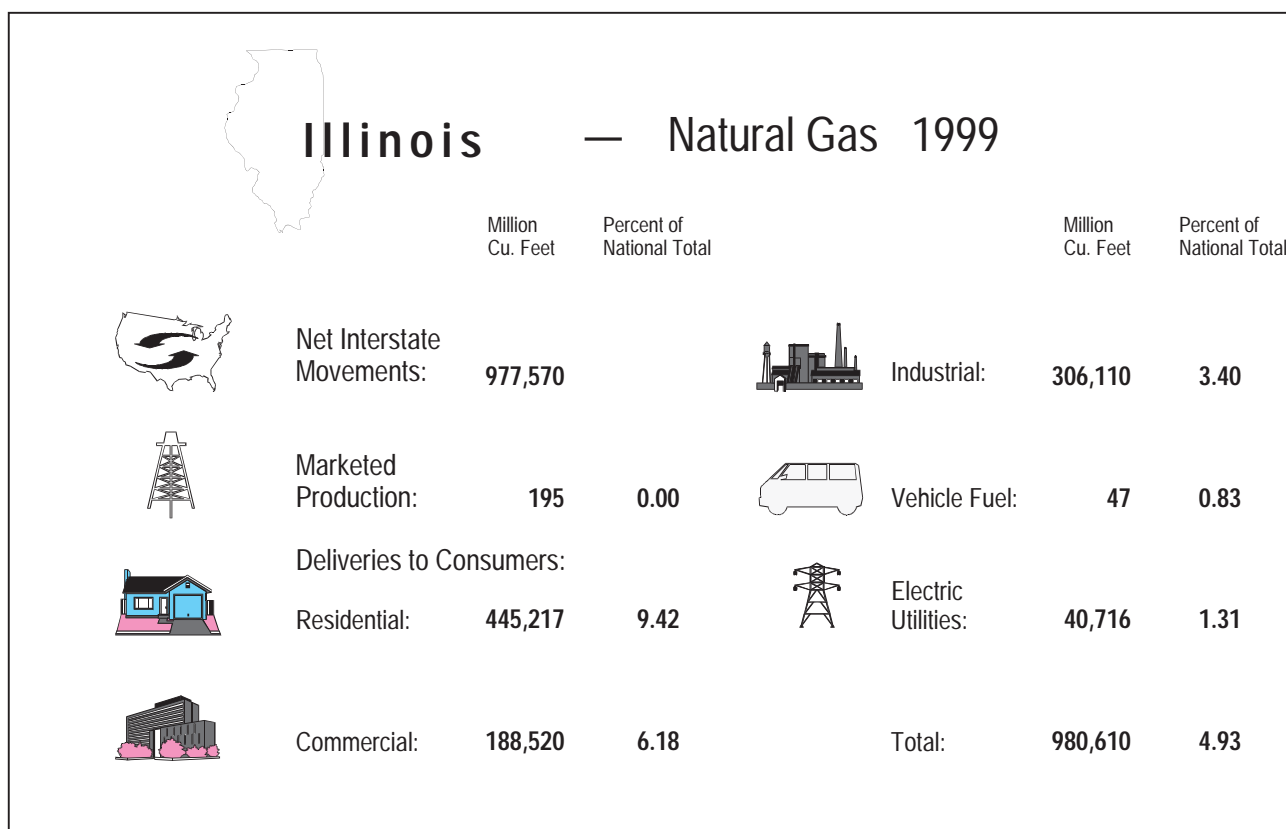 Illinois — Natural Gas 1999
Million Percent of Million Percent of
Cu. Feet National Total Cu. Feet National Total
Net Interstate
Movements: 977,570
Industrial: 306,110 3.40
Marketed
Production: 195 0.00
Vehicle Fuel: 47 0.83
Deliveries to Consumers:
Residential: 445,217 9.42
Electric
Utilities: 40,716 1.31
Commercial: 188,520 6.18
Total: 980,610 4.93